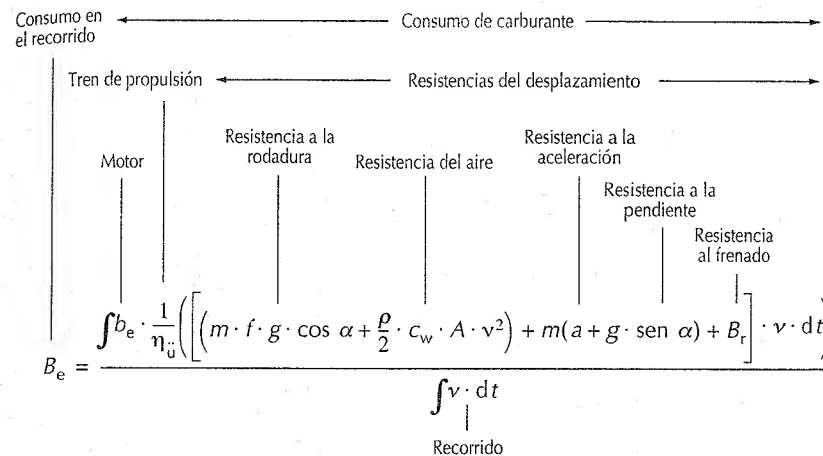 Consumo en
el recorrido
Consumo de carburante
Tren de propulsión
Resistencias del desplazamiento
Motor
Resistencia a la
rodadura
Resistencia del aire
Resistencia a la
aceleración
Resistencia a la
pendiente
Resistencia
al frenado
B_e = ∫b_e · 1/η_ü ([(m · f · g · cos α + ρ/2 · c_w · A · v²) + m(a + g · sen α) + B_r] · v · dt)
∫v · dt
Recorrido